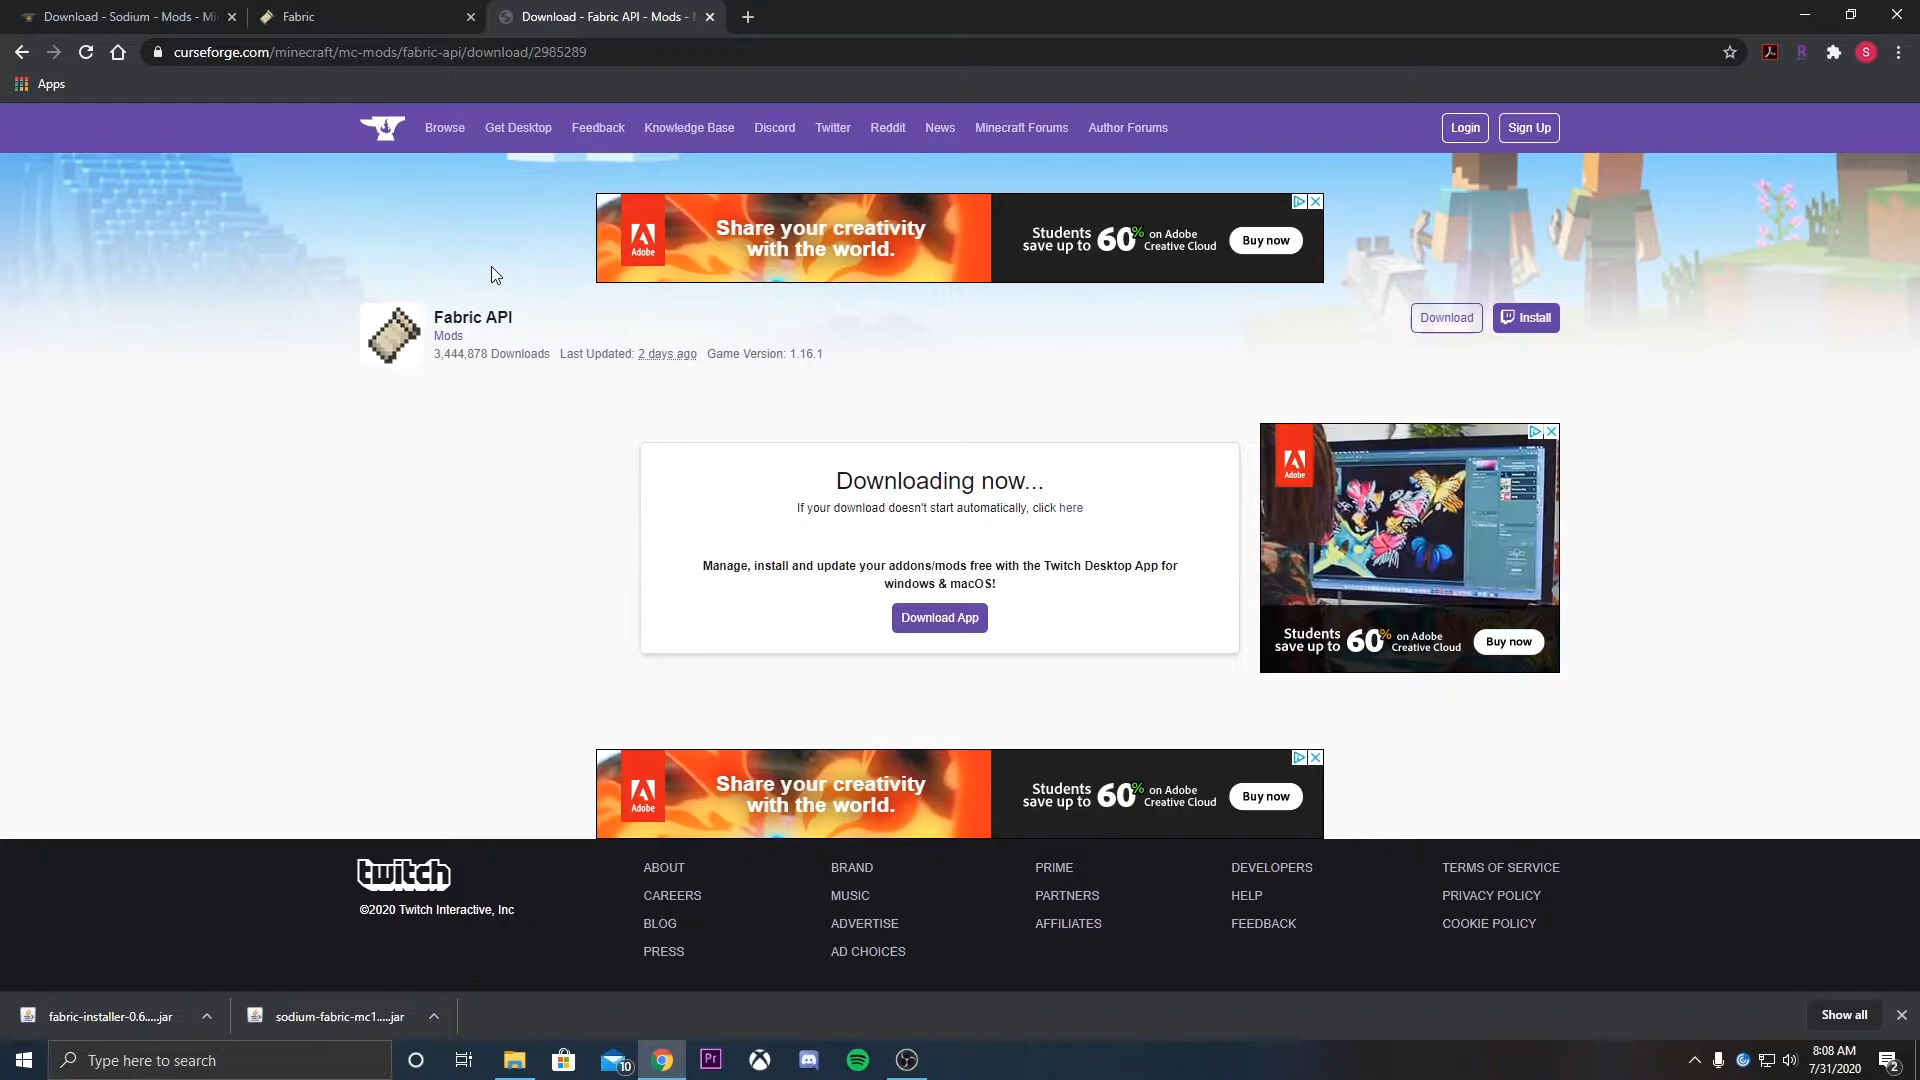 Download - Sodium - Mods - Mi
Fabric
Download - Fabric API - Mods -
curseforge.com/minecraft/mc-mods/fabric-api/download/2985289
S
Apps
Browse
Get Desktop
Feedback
Knowledge Base
Discord
Twitter
Reddit
News
Minecraft Forums
Author Forums
Login
Sign Up
Adobe
Share your creativity
with the world.
Students
save up to 60% on Adobe
Creative Cloud
Buy now
Fabric API
Mods
3,444,878 Downloads Last Updated: 2 days ago Game Version: 1.16.1
Download
Install
Downloading now...
If your download doesn't start automatically, click here
Manage, install and update your addons/mods free with the Twitch Desktop App for
windows & macOS!
Download App
Adobe
Students
save up to 60% on Adobe
Creative Cloud
Buy now
Adobe
Share your creativity
with the world.
Students
save up to 60% on Adobe
Creative Cloud
Buy now
twitch
©2020 Twitch Interactive, Inc
ABOUT
CAREERS
BLOG
PRESS
BRAND
MUSIC
ADVERTISE
AD CHOICES
PRIME
PARTNERS
AFFILIATES
DEVELOPERS
HELP
FEEDBACK
TERMS OF SERVICE
PRIVACY POLICY
COOKIE POLICY
fabric-installer-0.6.....jar
sodium-fabric-mc1.....jar
Show all
Type here to search
10
Pr
8:08 AM
7/31/2020
2